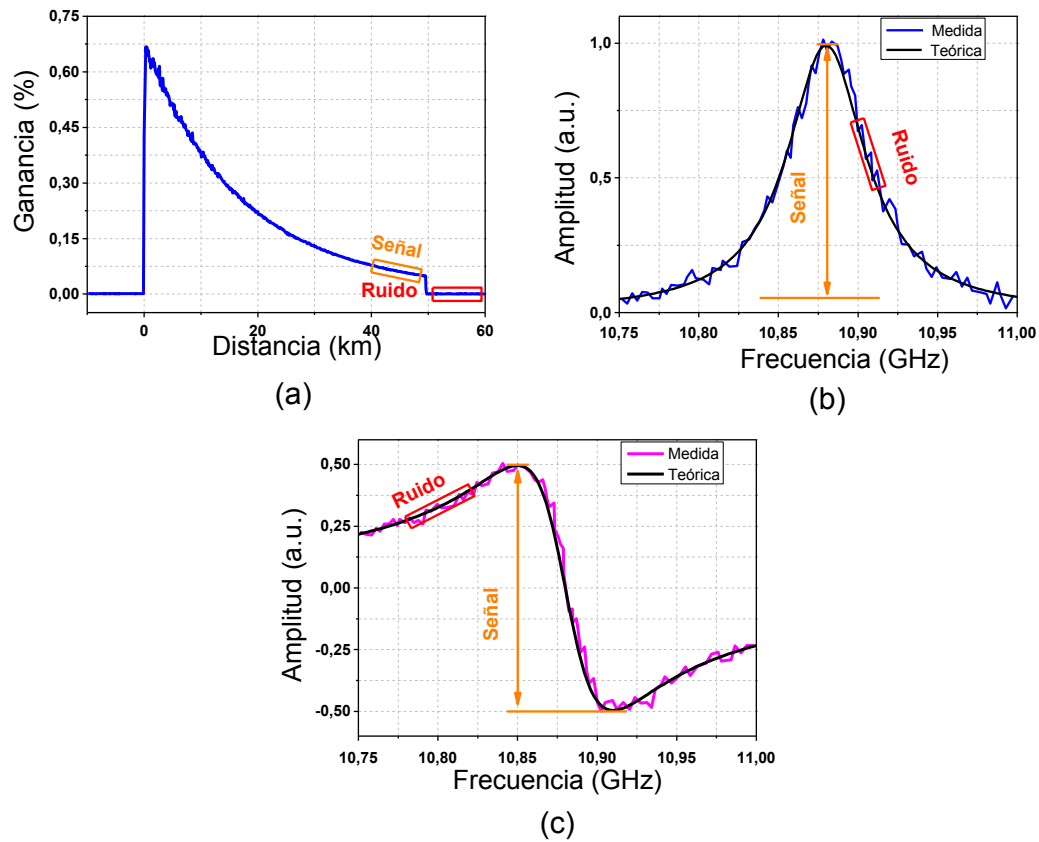 0,75
0,60
0,45
0,30
0,15
0,00
Ganancia (%)
Señal
Ruido
0
20
40
60
Distancia (km)
(a)
Medida
Teórica
1,0
0,5
0,0
Amplitud (a.u.)
Señal
Ruido
10,75
10,80
10,85
10,90
10,95
11,00
Frecuencia (GHz)
(b)
Medida
Teórica
0,50
0,25
0,00
-0,25
-0,50
Amplitud (a.u.)
Ruido
Señal
10,75
10,80
10,85
10,90
10,95
11,00
Frecuencia (GHz)
(c)